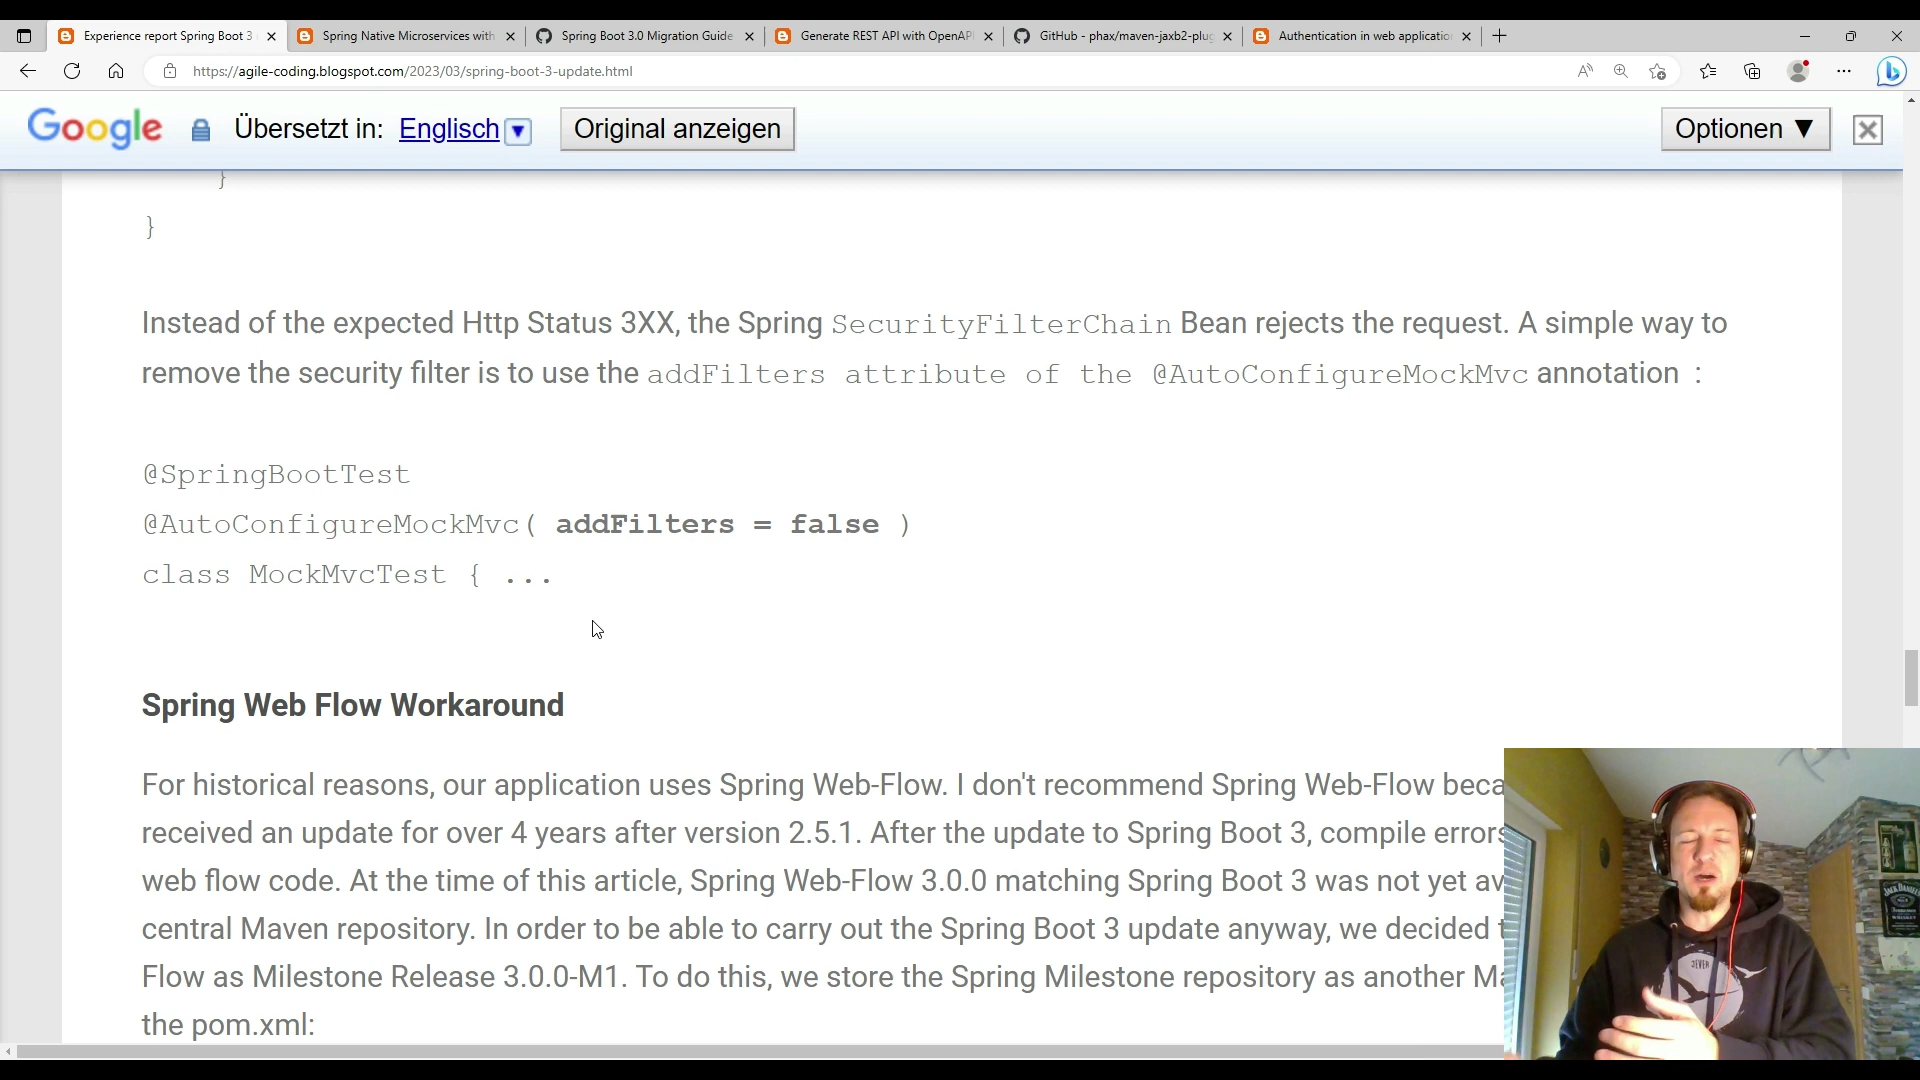 Experience report Spring Boot 3
Spring Native Microservices with
Spring Boot 3.0 Migration Guide
Generate REST API with OpenAP
GitHub - phax/maven-jaxb2-plug
Authentication in web applicatio
https://agile-coding.blogspot.com/2023/03/spring-boot-3-update.html
Google Übersetzt in: Englisch ▼ Original anzeigen Optionen ▼
}
}
Instead of the expected Http Status 3XX, the Spring SecurityFilterChain Bean rejects the request. A simple way to
remove the security filter is to use the addFilters attribute of the @AutoConfigureMockMvc annotation :
@SpringBootTest
@AutoConfigureMockMvc( addFilters = false )
class MockMvcTest { ...
Spring Web Flow Workaround
For historical reasons, our application uses Spring Web-Flow. I don't recommend Spring Web-Flow beca
received an update for over 4 years after version 2.5.1. After the update to Spring Boot 3, compile errors
web flow code. At the time of this article, Spring Web-Flow 3.0.0 matching Spring Boot 3 was not yet av
central Maven repository. In order to be able to carry out the Spring Boot 3 update anyway, we decided t
Flow as Milestone Release 3.0.0-M1. To do this, we store the Spring Milestone repository as another Ma
the pom.xml:
JACK DANIEL'S